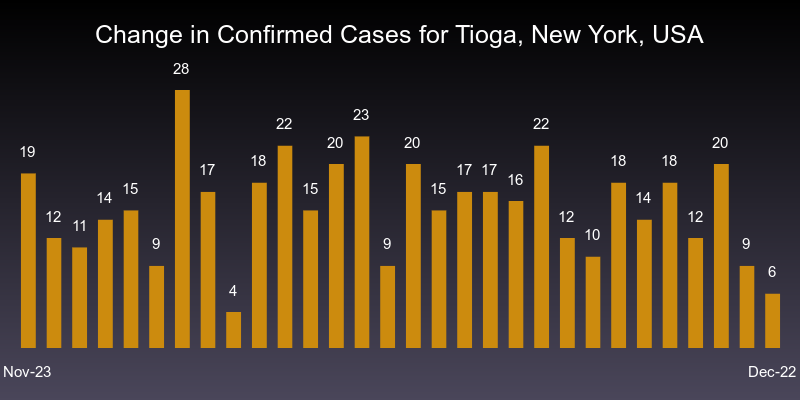 Change in Confirmed Cases for Tioga, New York, USA
19 12 11 14 15 9 28 17 4 18 22 15 20 23 9 20 15 17 17 16 22 12 10 18 14 18 12 20 9 6
Nov-23 Dec-22